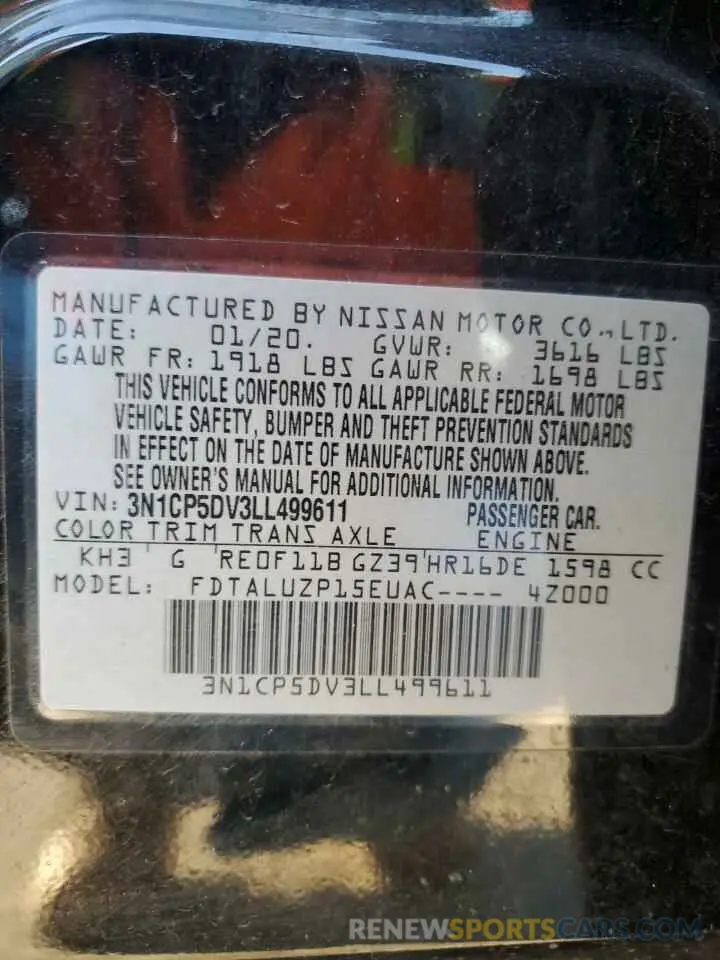 MANUFACTURED BY NISSAN MOTOR CO.,LTD.
DATE: 01/20. GVWR: 3616 LBS
GAWR FR: 1918 LBS GAWR RR: 1698 LBS
THIS VEHICLE CONFORMS TO ALL APPLICABLE FEDERAL MOTOR
VEHICLE SAFETY, BUMPER AND THEFT PREVENTION STANDARDS
IN EFFECT ON THE DATE OF MANUFACTURE SHOWN ABOVE.
SEE OWNER'S MANUAL FOR ADDITIONAL INFORMATION.
VIN: 3N1CP5DV3LL499611 PASSENGER CAR.
COLOR TRIM TRANS AXLE ENGINE
KH3 G RE0F11B GZ39 HR16DE 1598 CC
MODEL: FDTALUZP15EUAC---- 4Z000
3N1CP5DV3LL499611
RENEWSPORTSCARS.COM